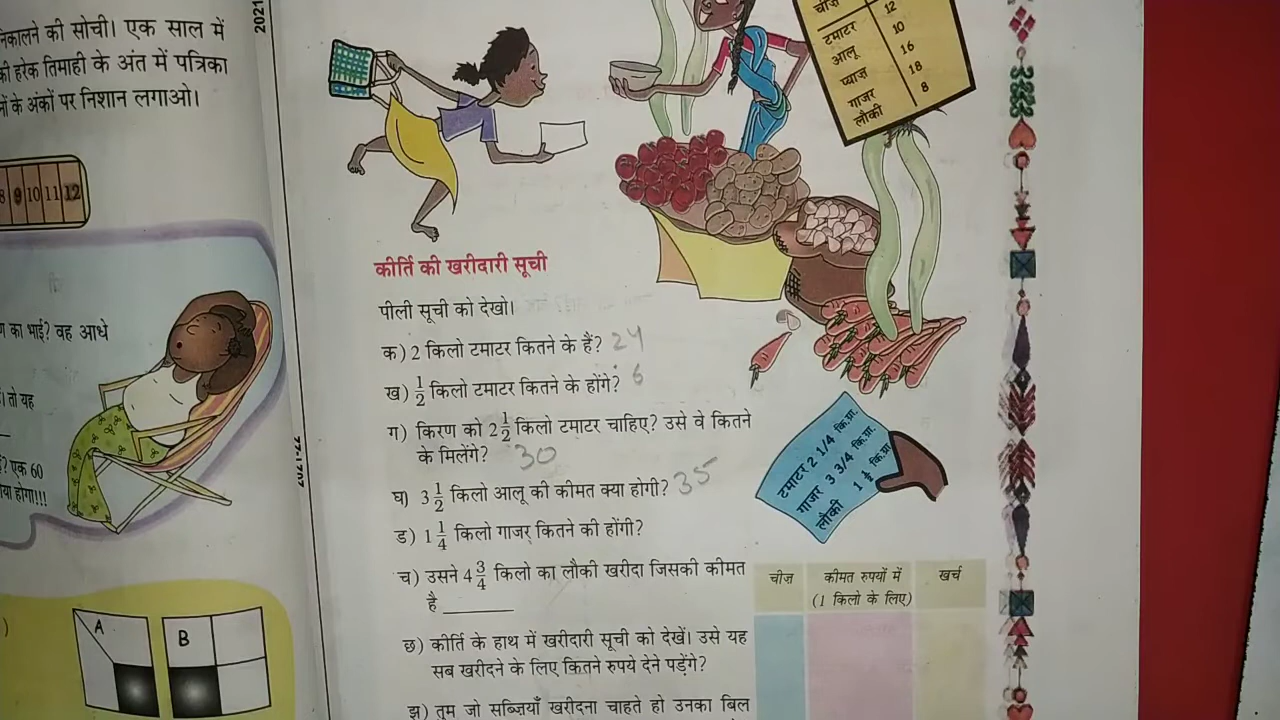 निकालने की सोची। एक साल में
की हरेक तिमाही के अंत में पत्रिका
के अंकों पर निशान लगाओ।
8 9 10 11 12
का भाई? वह आधे
तो यह
? एक 60
होगा!!!
A
B
2021
चीज़
टमाटर 12
आलू 10
प्याज़ 16
गाजर 18
लौकी 8
कीर्ति की खरीदारी सूची
पीली सूची को देखो।
क) 2 किलो टमाटर कितने के हैं? 24
ख) 1/2 किलो टमाटर कितने के होंगे? 6
ग) किरण को 2 1/2 किलो टमाटर चाहिए? उसे वे कितने
के मिलेंगे? 30
घ) 3 1/2 किलो आलू की कीमत क्या होगी? 35
ड) 1 1/4 किलो गाजर कितने की होंगी?
च) उसने 4 3/4 किलो का लौकी खरीदा जिसकी कीमत
है ________
छ) कीर्ति के हाथ में खरीदारी सूची को देखें। उसे यह
सब खरीदने के लिए कितने रुपये देने पड़ेंगे?
झ) तुम जो सब्ज़ियाँ खरीदना चाहते हो उनका बिल
टमाटर 2 1/4 कि.ग्रा.
गाजर 3 3/4 कि.ग्रा.
लौकी 1 1/2 कि.ग्रा
चीज़ कीमत रुपयों में खर्च
(1 किलो के लिए)